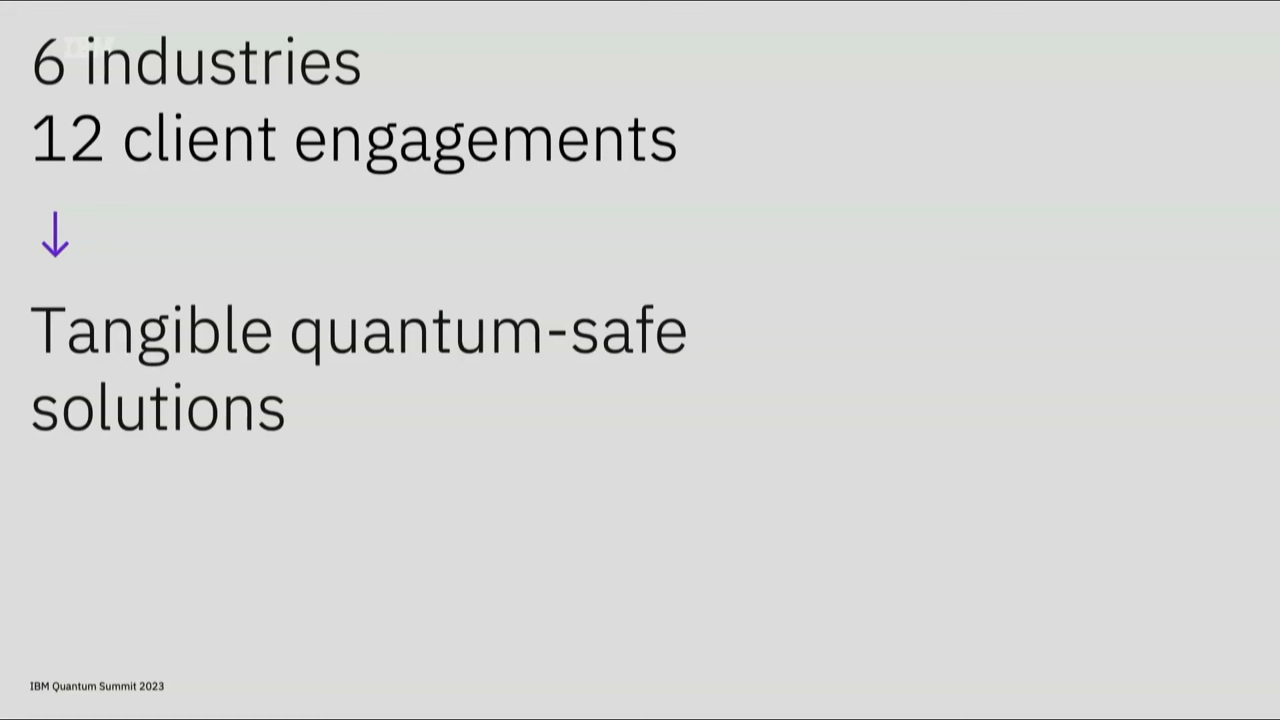 6 industries
12 client engagements
↓
Tangible quantum-safe
solutions
IBM Quantum Summit 2023